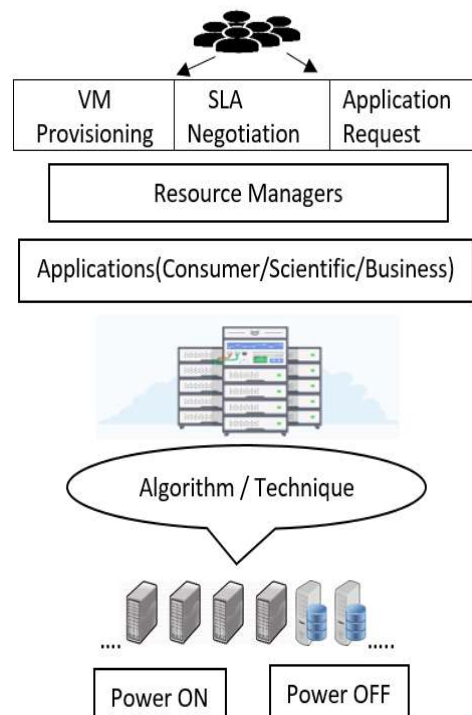 VM Provisioning
SLA Negotiation
Application Request
Resource Managers
Applications(Consumer/Scientific/Business)
Algorithm / Technique
....
.....
Power ON
Power OFF